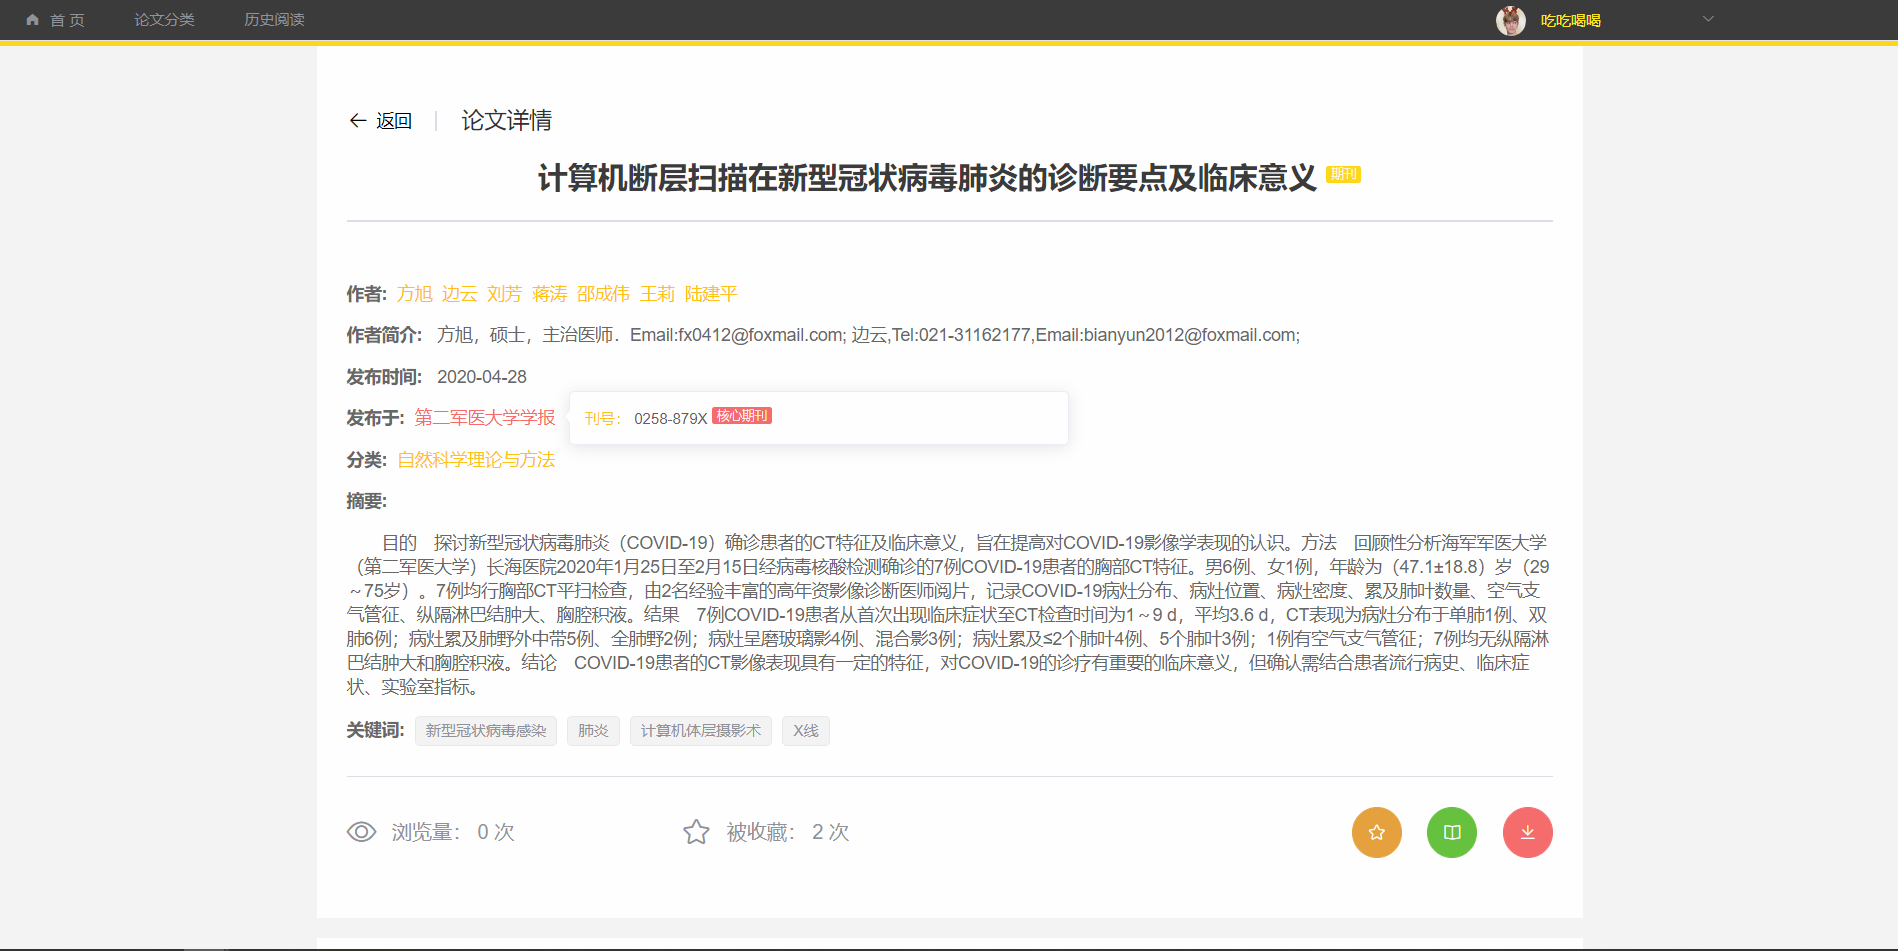 首 页 论文分类 历史阅读 吃吃喝喝
返回 论文详情
计算机断层扫描在新型冠状病毒肺炎的诊断要点及临床意义 期刊
作者: 方旭 边云 刘芳 蒋涛 邵成伟 王莉 陆建平
作者简介: 方旭，硕士，主治医师．Email:fx0412@foxmail.com; 边云,Tel:021-31162177,Email:bianyun2012@foxmail.com;
发布时间: 2020-04-28
发布于: 第二军医大学学报 刊号： 0258-879X 核心期刊
分类: 自然科学理论与方法
摘要:
目的 探讨新型冠状病毒肺炎（COVID-19）确诊患者的CT特征及临床意义，旨在提高对COVID-19影像学表现的认识。方法 回顾性分析海军军医大学
（第二军医大学）长海医院2020年1月25日至2月15日经病毒核酸检测确诊的7例COVID-19患者的胸部CT特征。男6例、女1例，年龄为（47.1±18.8）岁（29
～75岁）。7例均行胸部CT平扫检查，由2名经验丰富的高年资影像诊断医师阅片，记录COVID-19病灶分布、病灶位置、病灶密度、累及肺叶数量、空气支
气管征、纵隔淋巴结肿大、胸腔积液。结果 7例COVID-19患者从首次出现临床症状至CT检查时间为1～9 d，平均3.6 d，CT表现为病灶分布于单肺1例、双
肺6例；病灶累及肺野外中带5例、全肺野2例；病灶呈磨玻璃影4例、混合影3例；病灶累及≤2个肺叶4例、5个肺叶3例；1例有空气支气管征；7例均无纵隔淋
巴结肿大和胸腔积液。结论 COVID-19患者的CT影像表现具有一定的特征，对COVID-19的诊疗有重要的临床意义，但确认需结合患者流行病史、临床症
状、实验室指标。
关键词: 新型冠状病毒感染 肺炎 计算机体层摄影术 X线
浏览量： 0 次 被收藏： 2 次